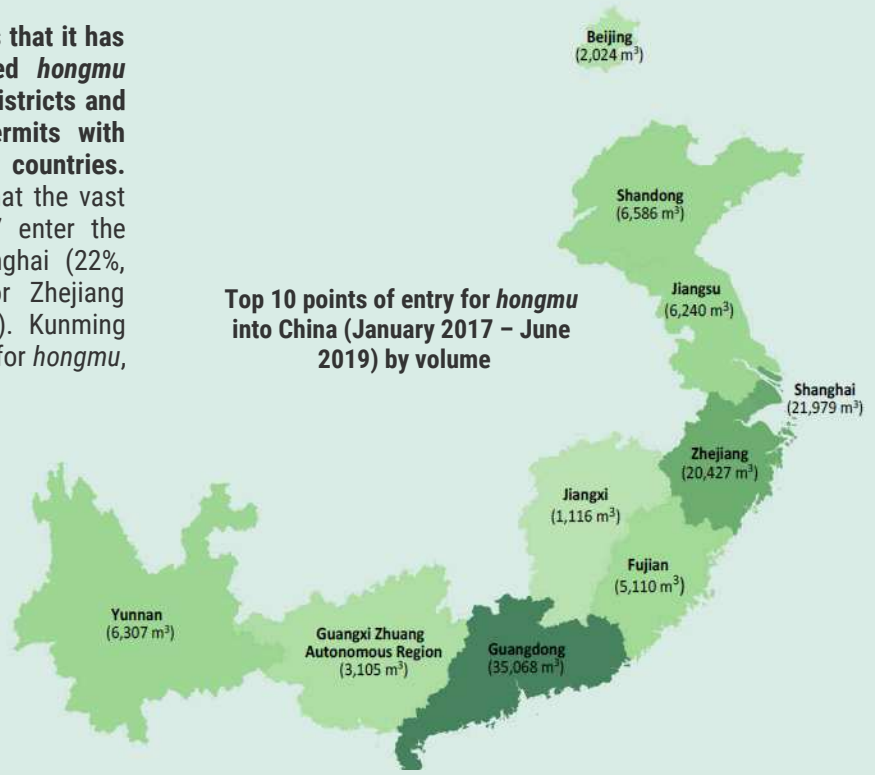 s that it has
ed hongmu
istricts and
ermits with
countries.
at the vast
enter the
nghai (22%,
or Zhejiang
). Kunming
for hongmu,
Top 10 points of entry for hongmu
into China (January 2017 – June
2019) by volume
Beijing
(2,024 m³)
Shandong
(6,586 m³)
Jiangsu
(6,240 m³)
Shanghai
(21,979 m³)
Zhejiang
(20,427 m³)
Jiangxi
(1,116 m³)
Fujian
(5,110 m³)
Yunnan
(6,307 m³)
Guangxi Zhuang
Autonomous Region
(3,105 m³)
Guangdong
(35,068 m³)